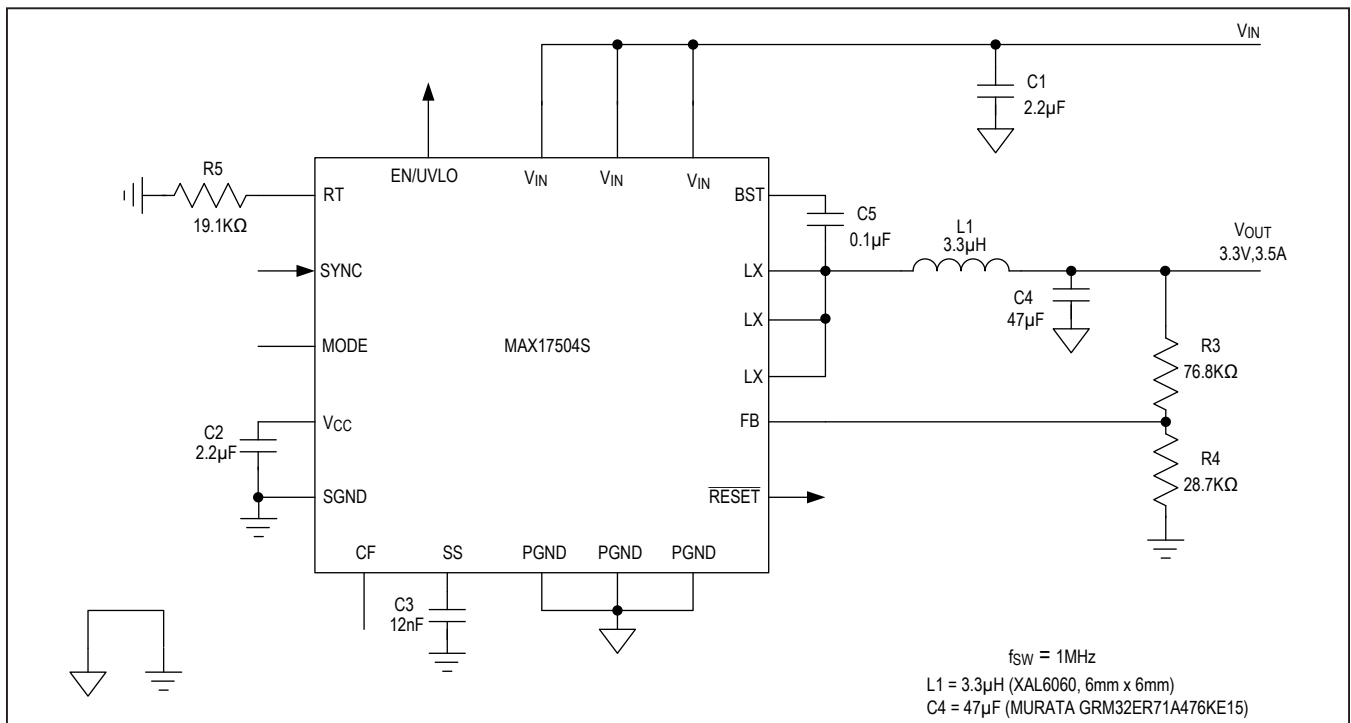 VIN
C1
2.2µF
R5
19.1KΩ
EN/UVLO
VIN
VIN
VIN
RT
BST
C5
0.1µF
L1
3.3µH
VOUT
3.3V,3.5A
SYNC
LX
C4
47µF
LX
MODE
MAX17504S
R3
76.8KΩ
LX
VCC
FB
C2
2.2µF
R4
28.7KΩ
SGND
RESET
CF
SS
PGND
PGND
PGND
C3
12nF
fSW = 1MHz
L1 = 3.3µH (XAL6060, 6mm x 6mm)
C4 = 47µF (MURATA GRM32ER71A476KE15)